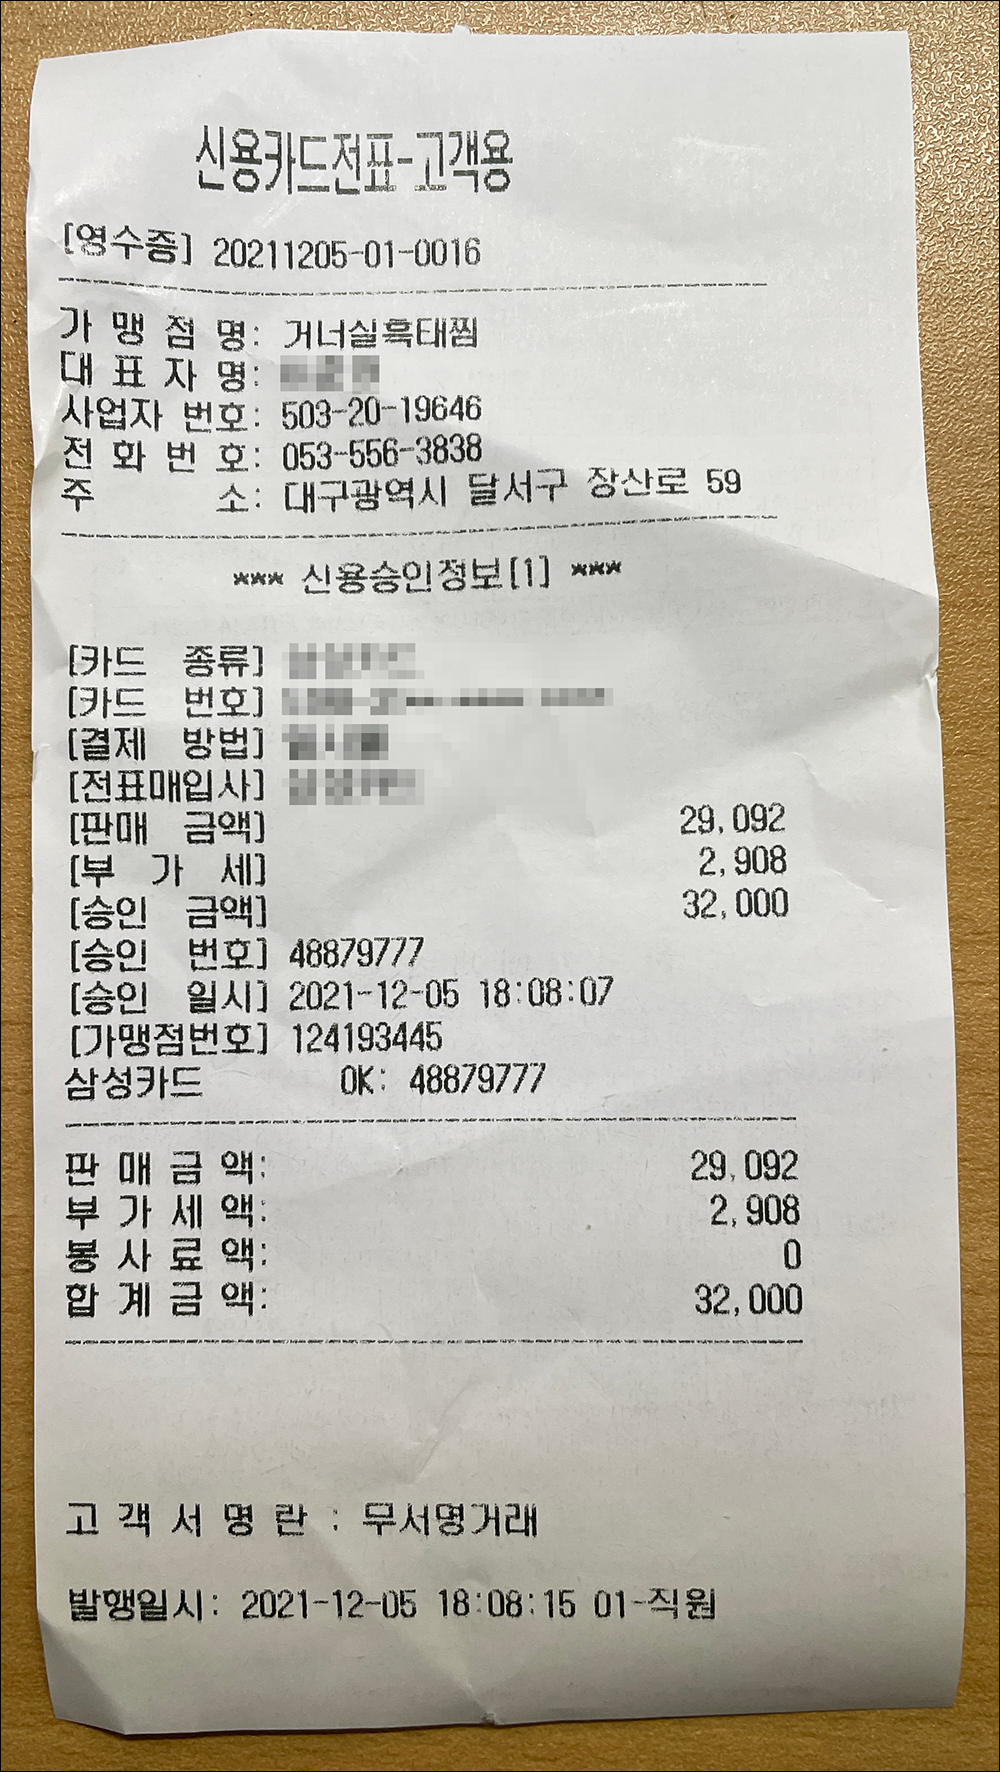 신용카드전표-고객용
[영수증] 20211205-01-0016
가 맹 점 명: 거너실흑태찜
대 표 자 명:
사업자 번호: 503-20-19646
전 화 번 호: 053-556-3838
주 소: 대구광역시 달서구 장산로 59
*** 신용승인정보[1] ***
[카드 종류]
[카드 번호]
[결제 방법]
[전표매입사]
[판매 금액] 29,092
[부 가 세] 2,908
[승인 금액] 32,000
[승인 번호] 48879777
[승인 일시] 2021-12-05 18:08:07
[가맹점번호] 124193445
삼성카드 OK: 48879777
판 매 금 액: 29,092
부 가 세 액: 2,908
봉 사 료 액: 0
합 계 금 액: 32,000
고 객 서 명 란 : 무서명거래
발행일시: 2021-12-05 18:08:15 01-직원